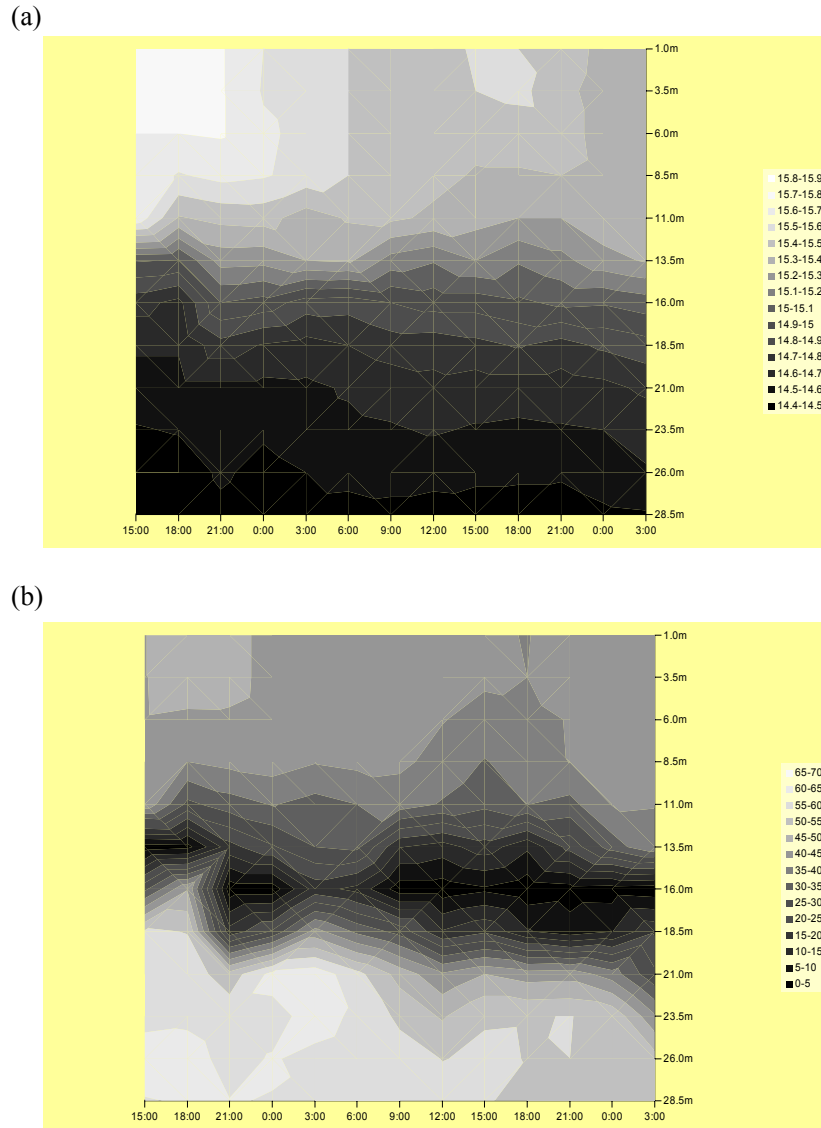 (a)
1.0m
3.5m
6.0m
8.5m
11.0m
13.5m
16.0m
18.5m
21.0m
23.5m
26.0m
28.5m
15:00 18:00 21:00 0:00 3:00 6:00 9:00 12:00 15:00 18:00 21:00 0:00 3:00
15.8-15.9
15.7-15.8
15.6-15.7
15.5-15.6
15.4-15.5
15.3-15.4
15.2-15.3
15.1-15.2
15-15.1
14.9-15
14.8-14.9
14.7-14.8
14.6-14.7
14.5-14.6
14.4-14.5
(b)
1.0m
3.5m
6.0m
8.5m
11.0m
13.5m
16.0m
18.5m
21.0m
23.5m
26.0m
28.5m
15:00 18:00 21:00 0:00 3:00 6:00 9:00 12:00 15:00 18:00 21:00 0:00 3:00
65-70
60-65
55-60
50-55
45-50
40-45
35-40
30-35
25-30
20-25
15-20
10-15
5-10
0-5